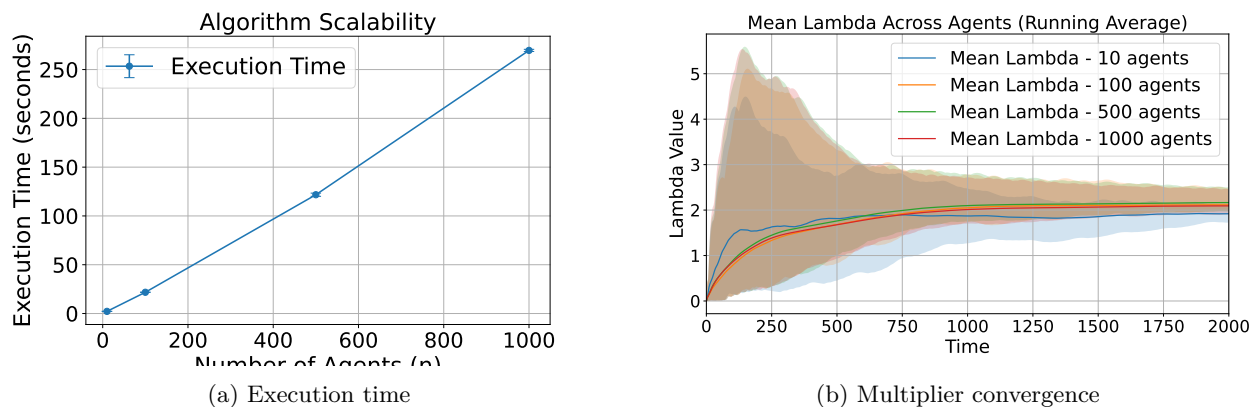 Algorithm Scalability
Execution Time (seconds)
250
200
150
100
50
0
Execution Time
0 200 400 600 800 1000
Number of Agents (n)
(a) Execution time
Mean Lambda Across Agents (Running Average)
Lambda Value
5
4
3
2
1
0
Mean Lambda - 10 agents
Mean Lambda - 100 agents
Mean Lambda - 500 agents
Mean Lambda - 1000 agents
0 250 500 750 1000 1250 1500 1750 2000
Time
(b) Multiplier convergence